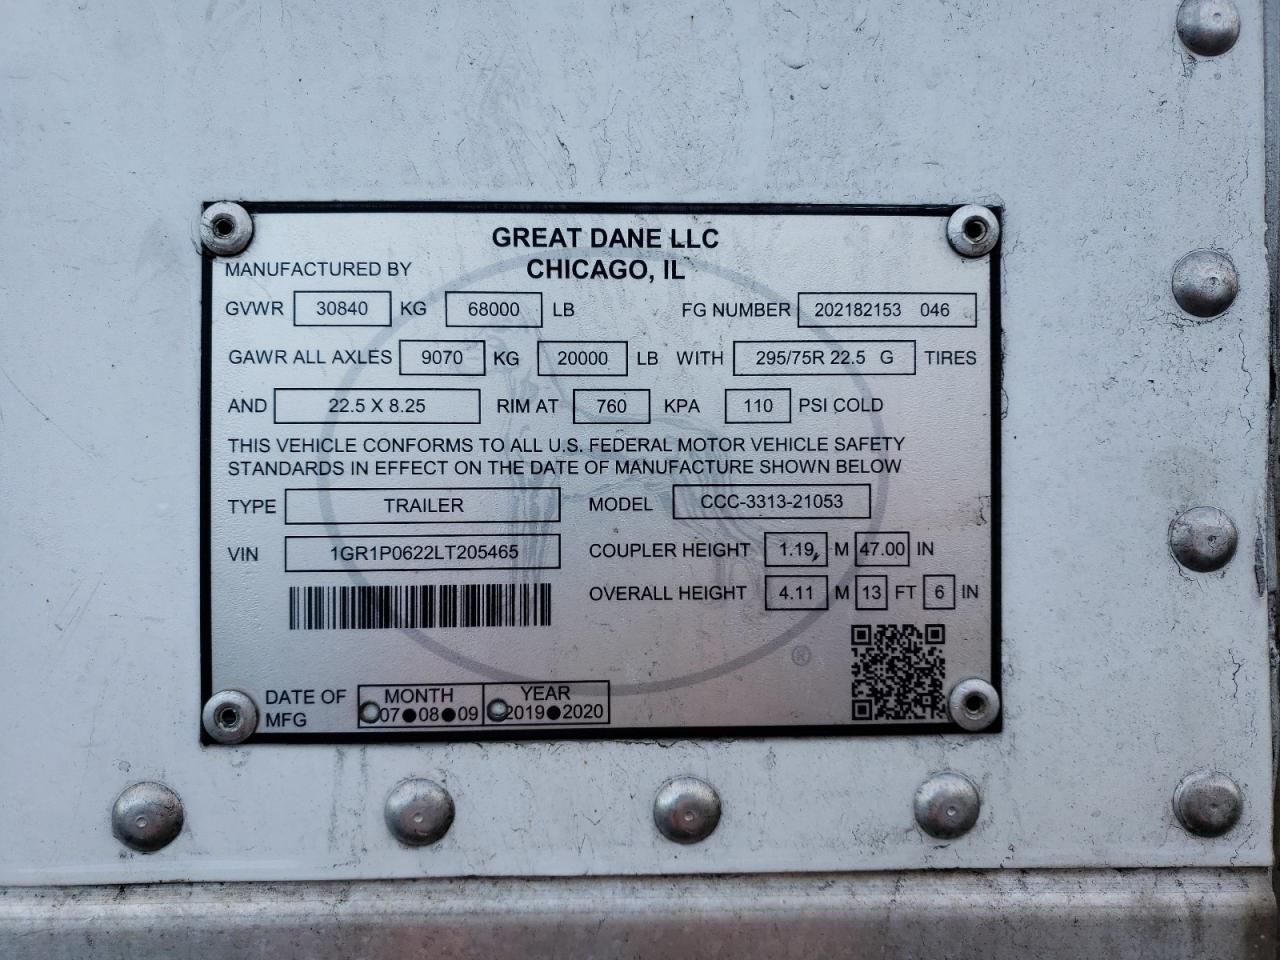 GREAT DANE LLC
MANUFACTURED BY CHICAGO, IL
GVWR 30840 KG 68000 LB FG NUMBER 202182153 046
GAWR ALL AXLES 9070 KG 20000 LB WITH 295/75R 22.5 G TIRES
AND 22.5 X 8.25 RIM AT 760 KPA 110 PSI COLD
THIS VEHICLE CONFORMS TO ALL U.S. FEDERAL MOTOR VEHICLE SAFETY
STANDARDS IN EFFECT ON THE DATE OF MANUFACTURE SHOWN BELOW
TYPE TRAILER MODEL CCC-3313-21053
VIN 1GR1P0622LT205465 COUPLER HEIGHT 1.19 M 47.00 IN
OVERALL HEIGHT 4.11 M 13 FT 6 IN
®
DATE OF MFG MONTH YEAR
07 08 09 2019 2020